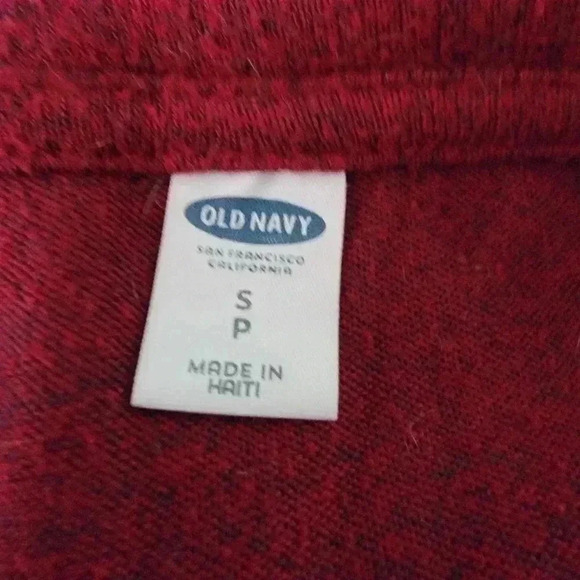 OLD NAVY
SAN FRANCISCO
CALIFORNIA
S
P
MADE IN
HAITI